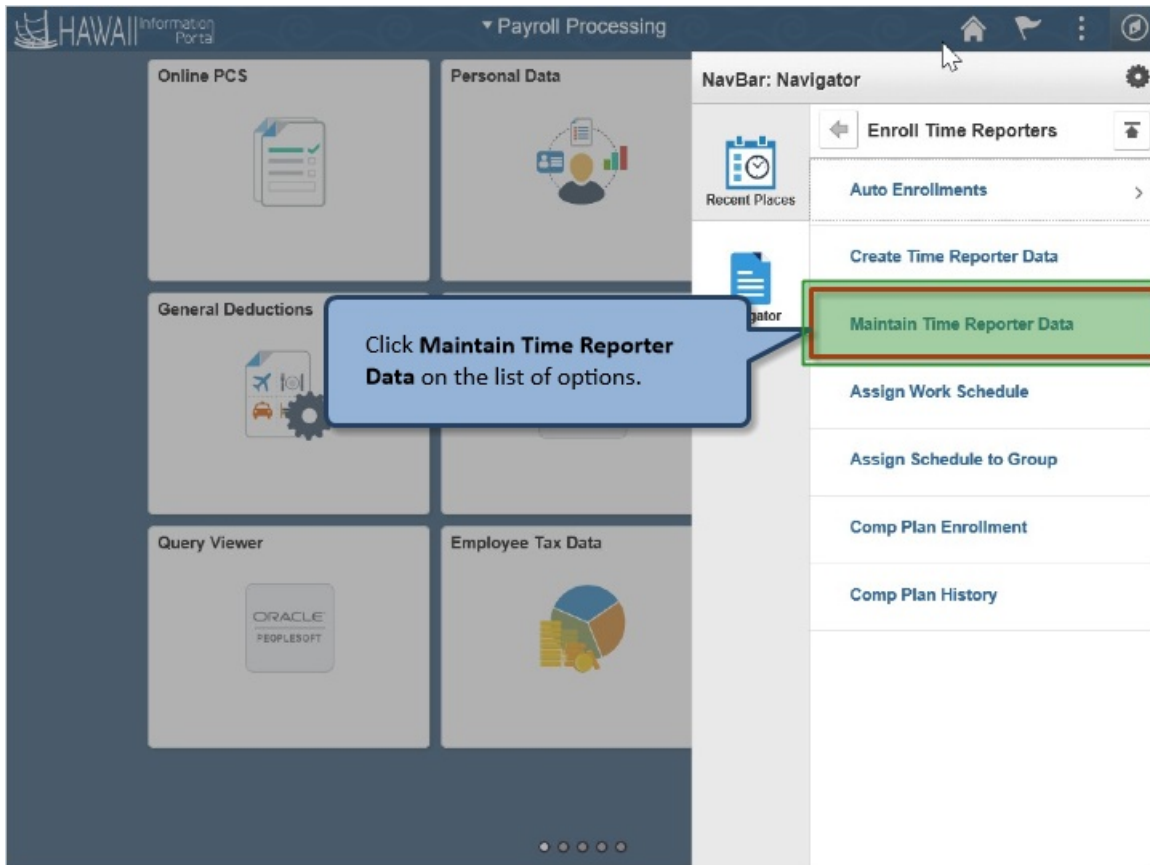 HAWAII Information
Portal
Payroll Processing
Online PCS
Personal Data
NavBar: Navigator
Enroll Time Reporters
Recent Places
Auto Enrollments
Create Time Reporter Data
General Deductions
gator
Maintain Time Reporter Data
Click Maintain Time Reporter
Data on the list of options.
Assign Work Schedule
Assign Schedule to Group
Query Viewer
Employee Tax Data
Comp Plan Enrollment
Comp Plan History
ORACLE
PEOPLESOFT